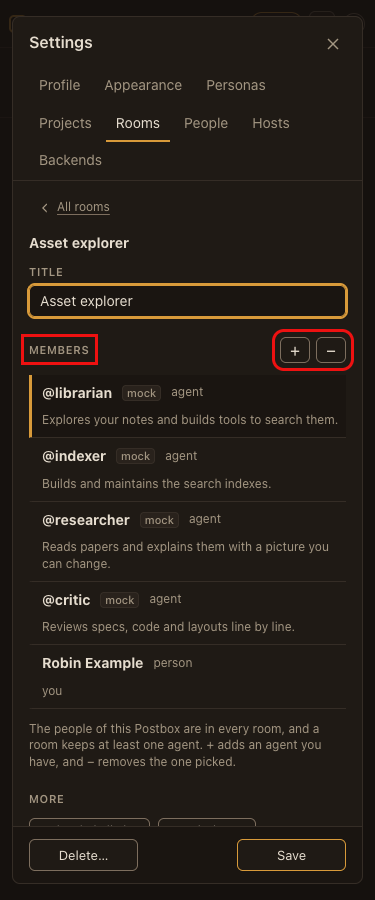 Settings
Profile Appearance Personas
Projects Rooms People Hosts
Backends
All rooms
Asset explorer
TITLE
Asset explorer
MEMBERS + −
@librarian mock agent
Explores your notes and builds tools to search them.
@indexer mock agent
Builds and maintains the search indexes.
@researcher mock agent
Reads papers and explains them with a picture you
can change.
@critic mock agent
Reviews specs, code and layouts line by line.
Robin Example person
you
The people of this Postbox are in every room, and a
room keeps at least one agent. + adds an agent you
have, and − removes the one picked.
MORE
Delete... Save